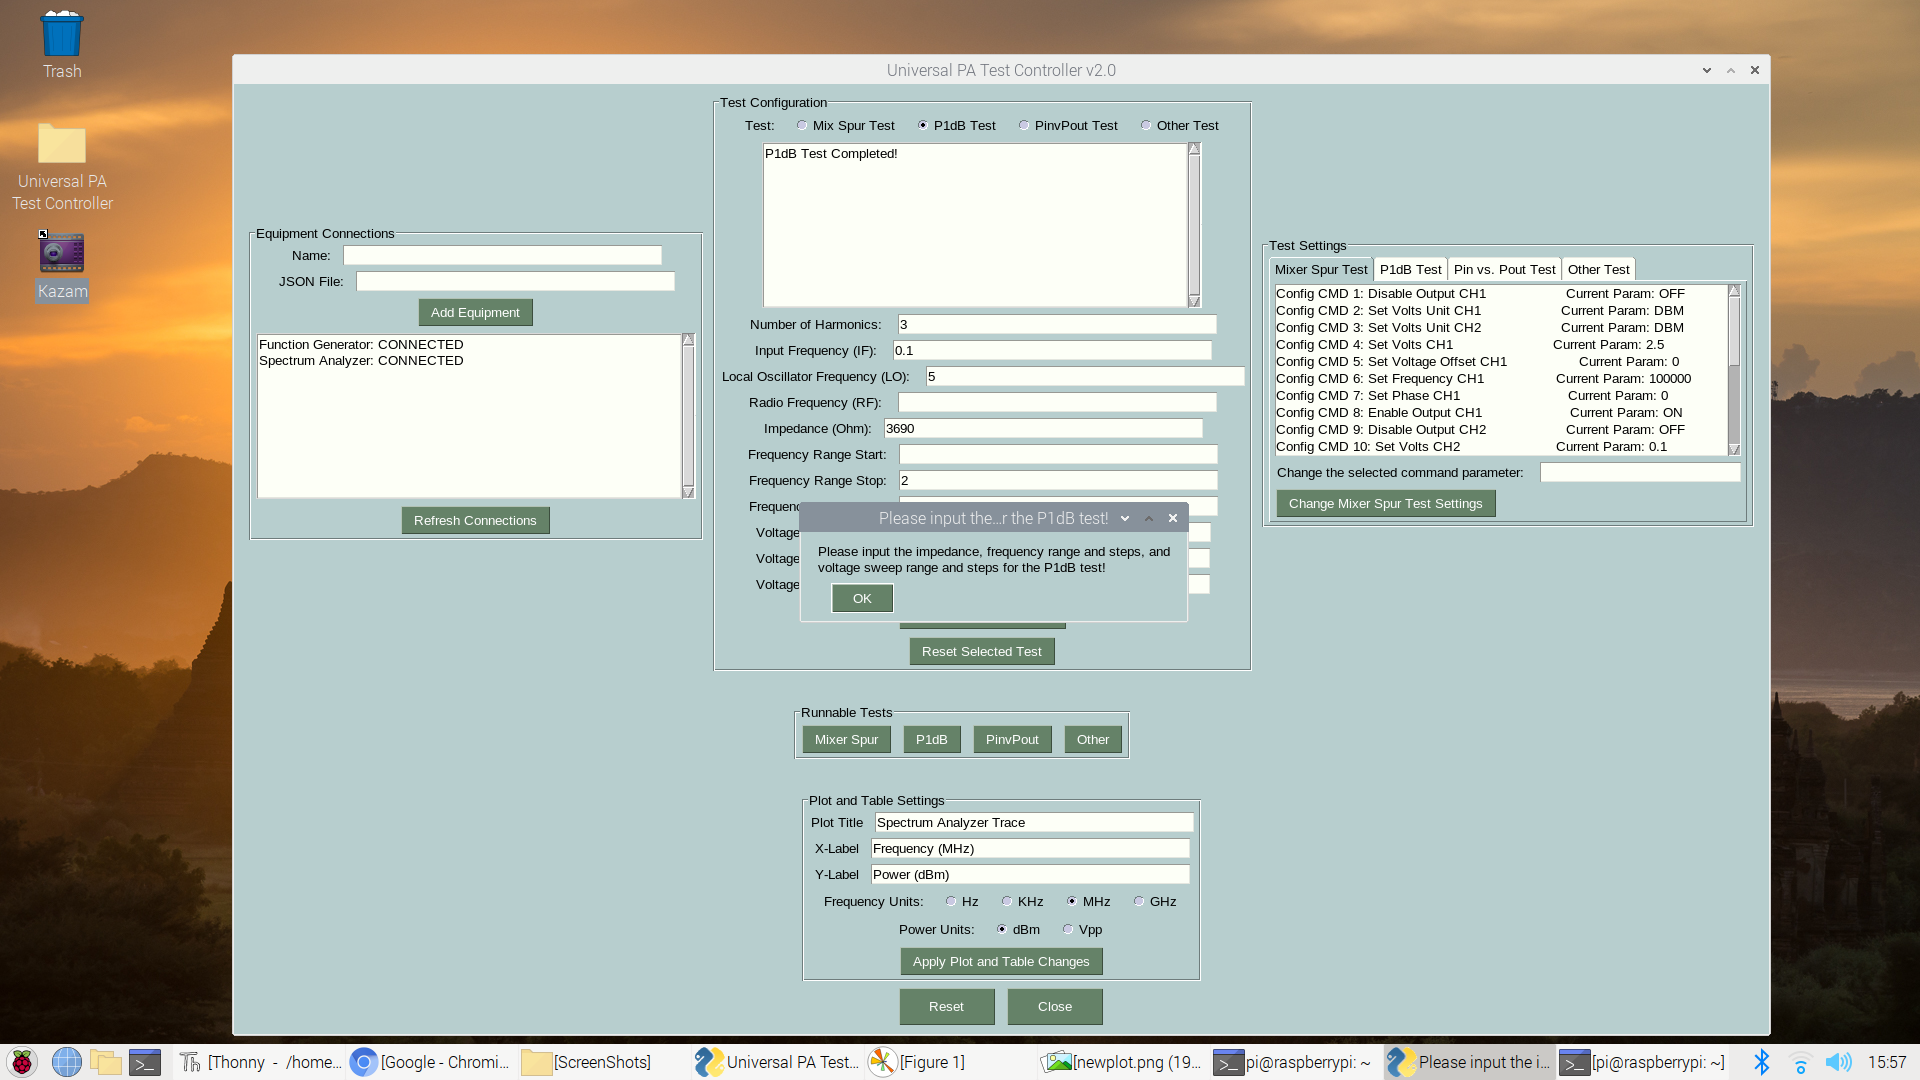 Trash
Universal PA
Test Controller
Kazam
Universal PA Test Controller v2.0
Equipment Connections
Name:
JSON File:
Add Equipment
Function Generator: CONNECTED
Spectrum Analyzer: CONNECTED
Refresh Connections
Test Configuration
Test: Mix Spur Test P1dB Test PinvPout Test Other Test
P1dB Test Completed!
Number of Harmonics: 3
Input Frequency (IF): 0.1
Local Oscillator Frequency (LO): 5
Radio Frequency (RF):
Impedance (Ohm): 3690
Frequency Range Start:
Frequency Range Stop: 2
Frequenc
Voltage
Voltage
Voltage
Please input the...r the P1dB test!
Please input the impedance, frequency range and steps, and
voltage sweep range and steps for the P1dB test!
OK
Reset Selected Test
Test Settings
Mixer Spur Test P1dB Test Pin vs. Pout Test Other Test
Config CMD 1: Disable Output CH1 Current Param: OFF
Config CMD 2: Set Volts Unit CH1 Current Param: DBM
Config CMD 3: Set Volts Unit CH2 Current Param: DBM
Config CMD 4: Set Volts CH1 Current Param: 2.5
Config CMD 5: Set Voltage Offset CH1 Current Param: 0
Config CMD 6: Set Frequency CH1 Current Param: 100000
Config CMD 7: Set Phase CH1 Current Param: 0
Config CMD 8: Enable Output CH1 Current Param: ON
Config CMD 9: Disable Output CH2 Current Param: OFF
Config CMD 10: Set Volts CH2 Current Param: 0.1
Change the selected command parameter:
Change Mixer Spur Test Settings
Runnable Tests
Mixer Spur P1dB PinvPout Other
Plot and Table Settings
Plot Title Spectrum Analyzer Trace
X-Label Frequency (MHz)
Y-Label Power (dBm)
Frequency Units: Hz KHz MHz GHz
Power Units: dBm Vpp
Apply Plot and Table Changes
Reset Close
[Thonny - /home... [Google - Chromi... [ScreenShots] Universal PA Test... [Figure 1] [newplot.png (19... pi@raspberrypi: ~ Please input the i... [pi@raspberrypi: ~] 15:57